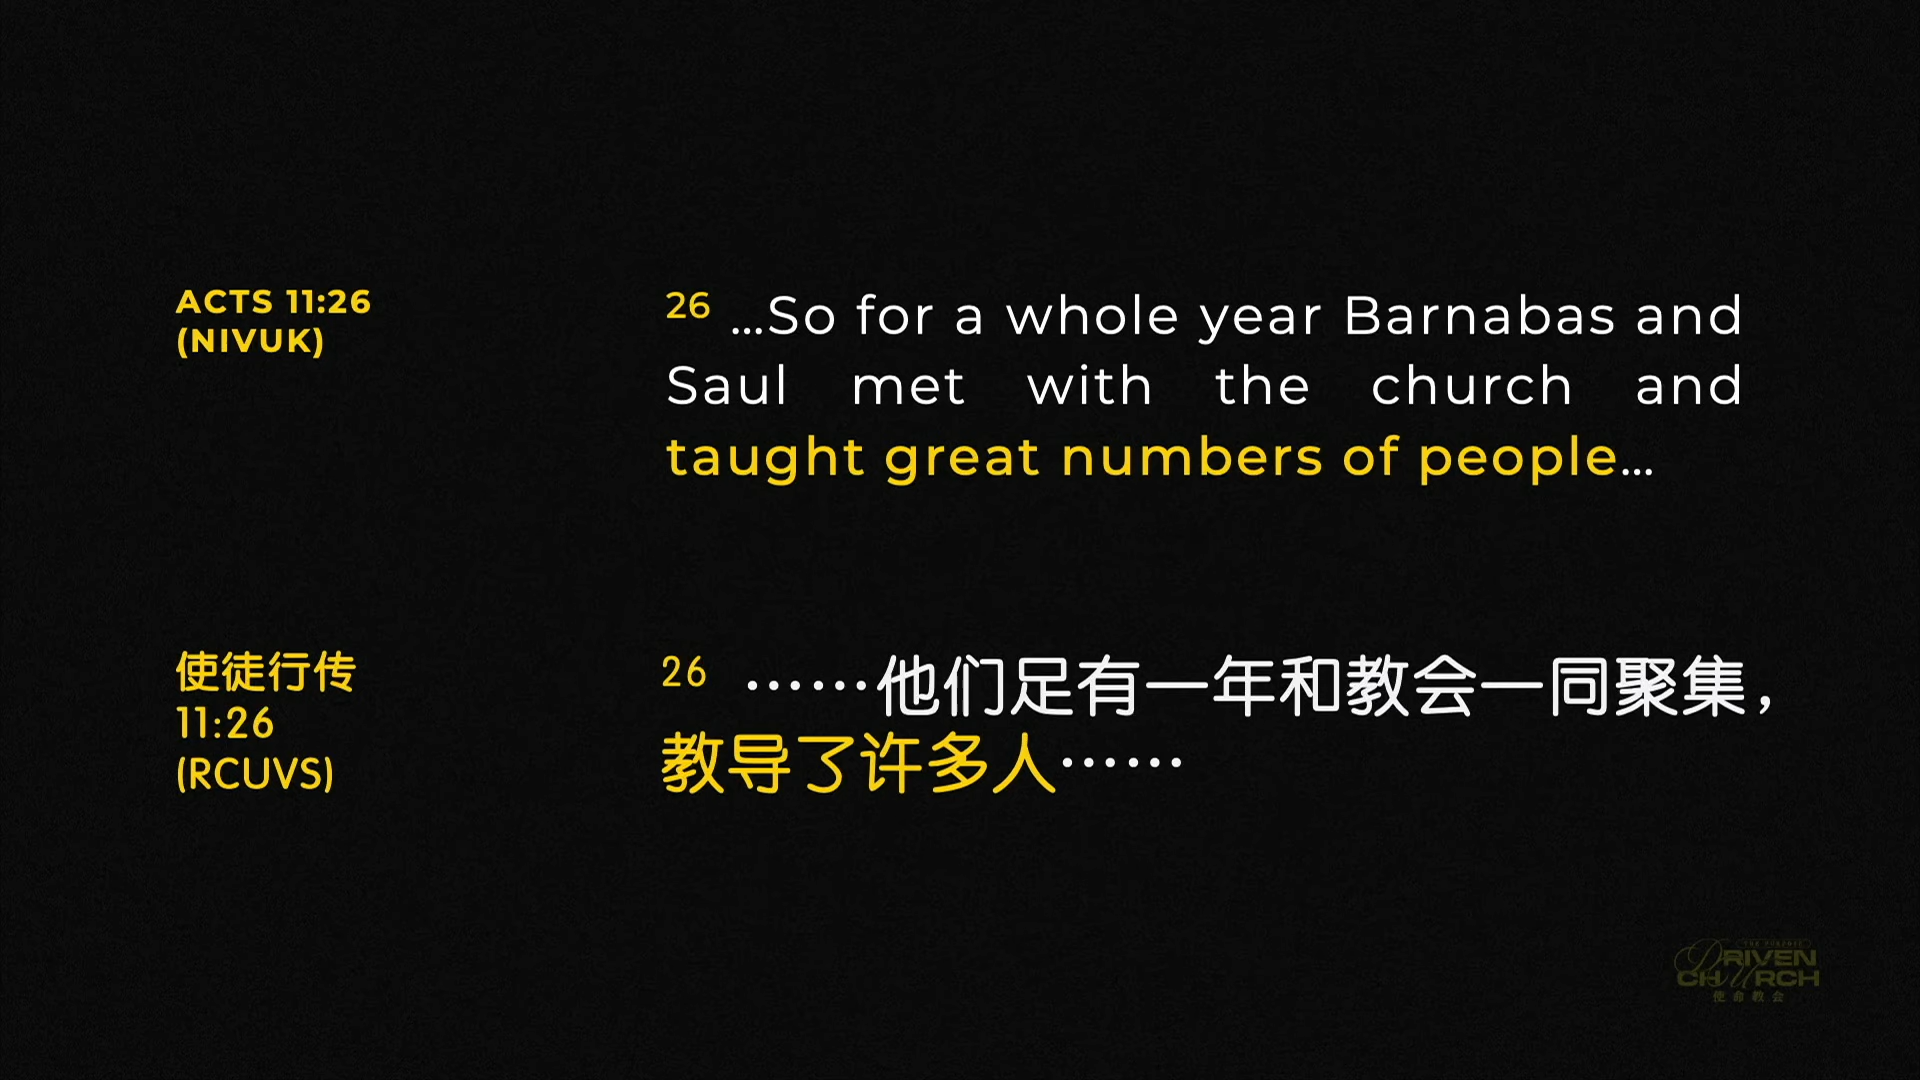 ACTS 11:26
(NIVUK)
26 ...So for a whole year Barnabas and
Saul met with the church and
taught great numbers of people...
使徒行传
11:26
(RCUVS)
26 ……他们足有一年和教会一同聚集，
教导了许多人……
THE PURPOSE
DRIVEN
CHURCH
使命教会